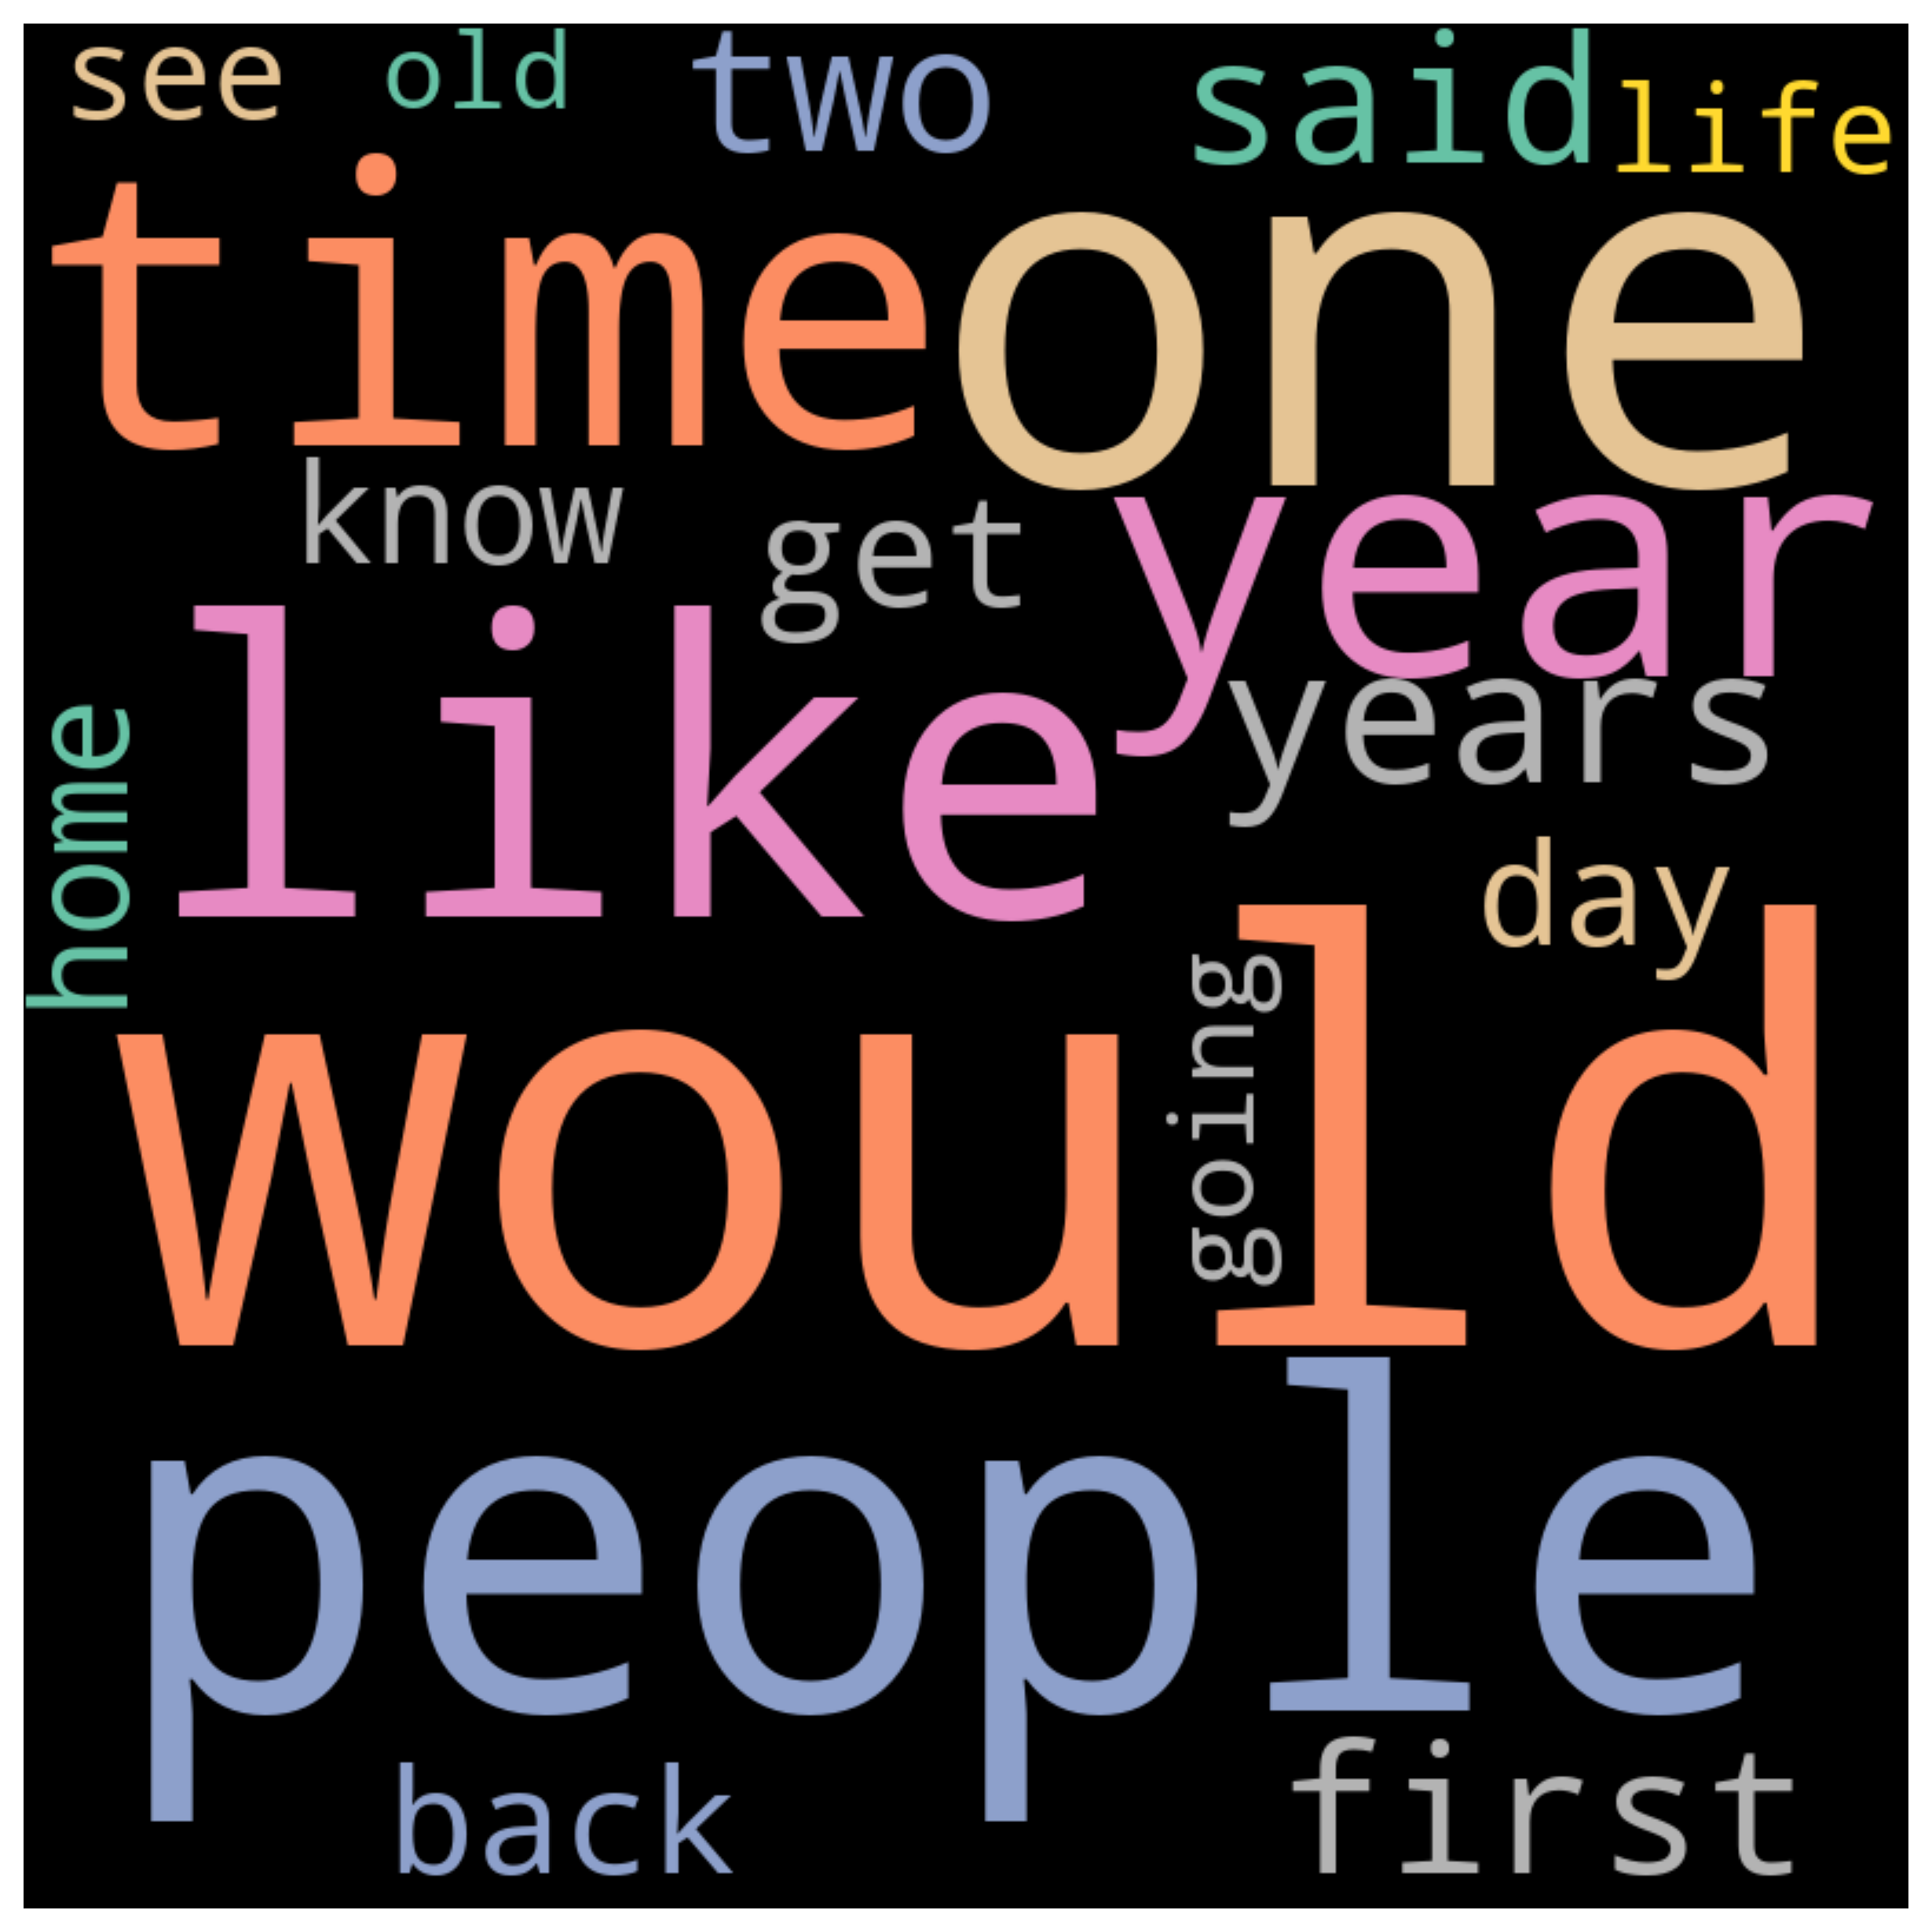 see old two said life
time one
know get year
like years
home day
would going
people
back first